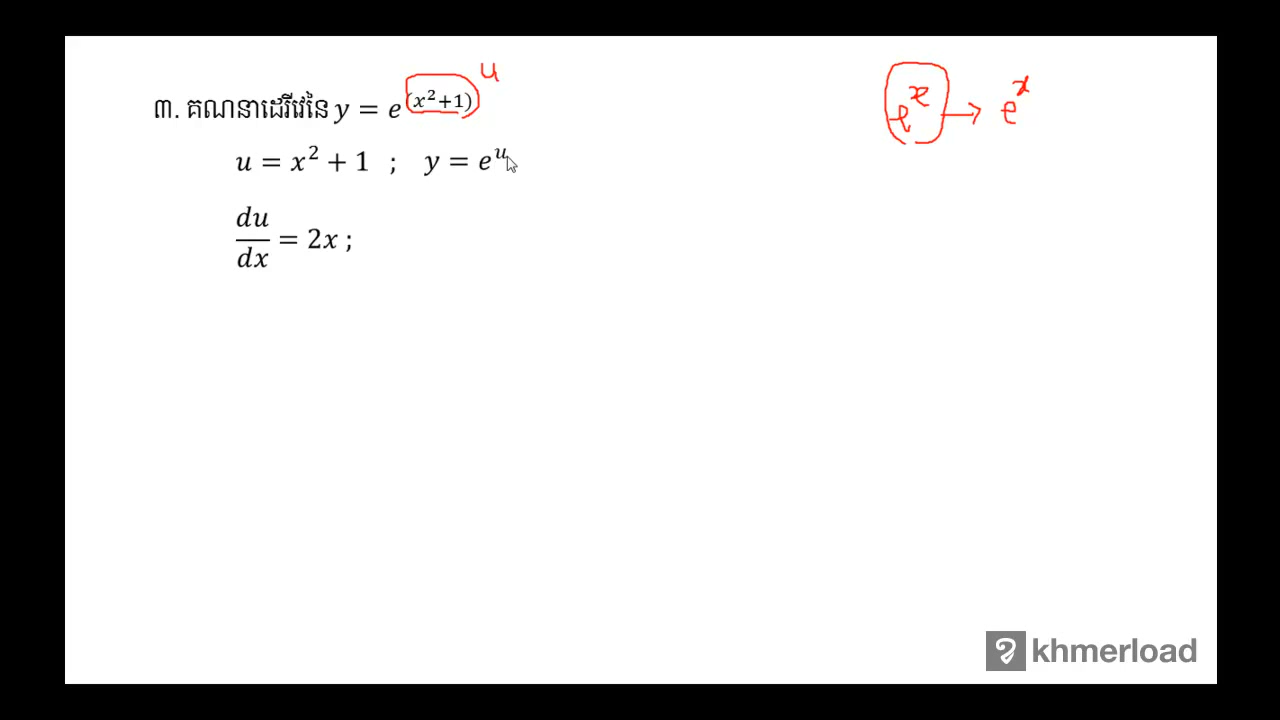 ៣. គណនាដេរីវេនៃ y = e^(x²+1) u
e^x → e^x
u = x² + 1 ; y = e^u
du/dx = 2x ;
khmerload